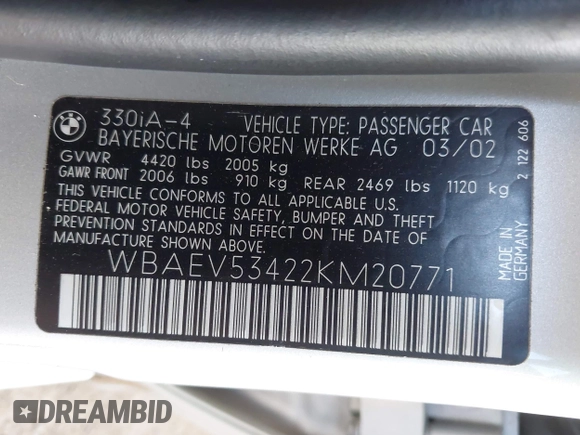 330iA-4 VEHICLE TYPE: PASSENGER CAR
BAYERISCHE MOTOREN WERKE AG 03/02
GVWR 4420 lbs 2005 kg
GAWR FRONT 2006 lbs 910 kg REAR 2469 lbs 1120 kg
THIS VEHICLE CONFORMS TO ALL APPLICABLE U.S.
FEDERAL MOTOR VEHICLE SAFETY, BUMPER AND THEFT
PREVENTION STANDARDS IN EFFECT ON THE DATE OF
MANUFACTURE SHOWN ABOVE.
WBAEV53422KM20771
2 122 606
MADE IN
GERMANY
BMW
DREAMBID